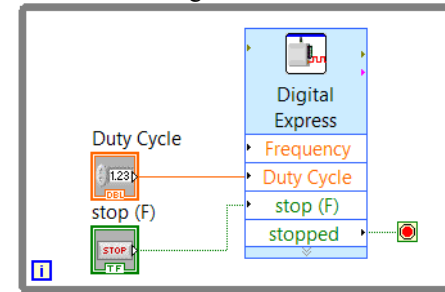 Digital
Express
Frequency
Duty Cycle
1.23
DBL
Duty Cycle
stop (F)
STOP
TF
stop (F)
stopped
i